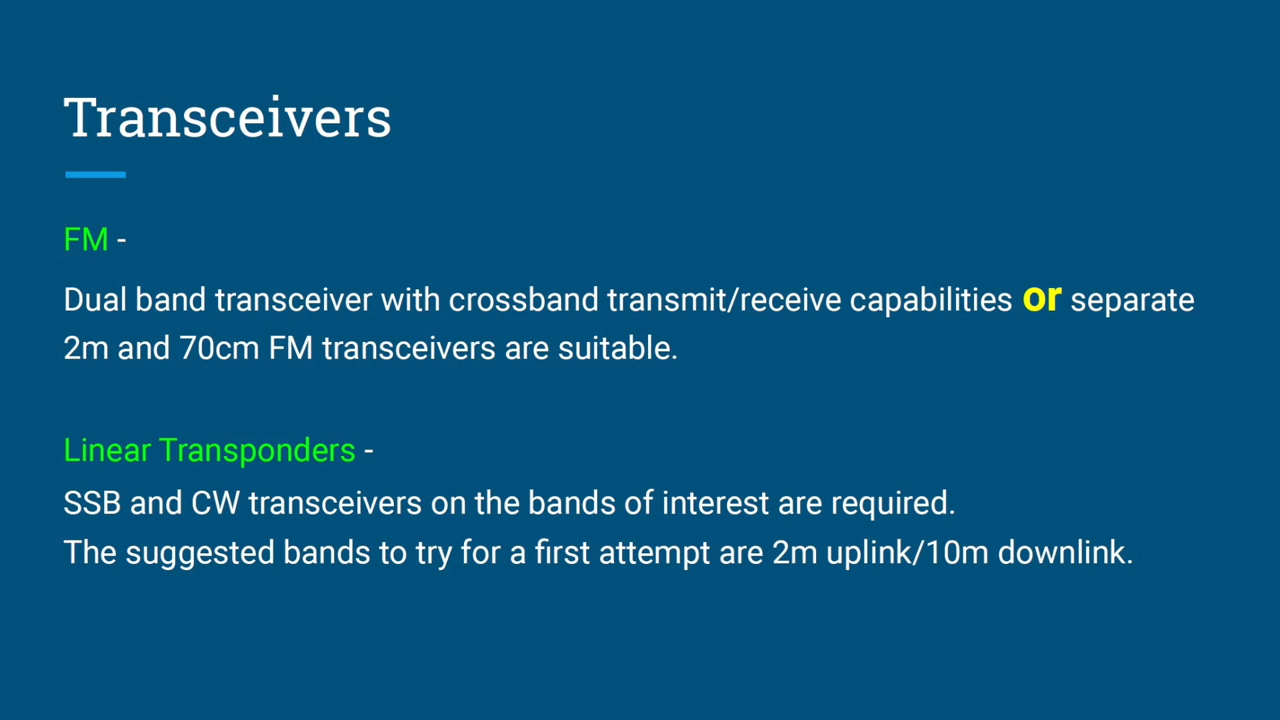 Transceivers
FM -
Dual band transceiver with crossband transmit/receive capabilities or separate
2m and 70cm FM transceivers are suitable.
Linear Transponders -
SSB and CW transceivers on the bands of interest are required.
The suggested bands to try for a first attempt are 2m uplink/10m downlink.